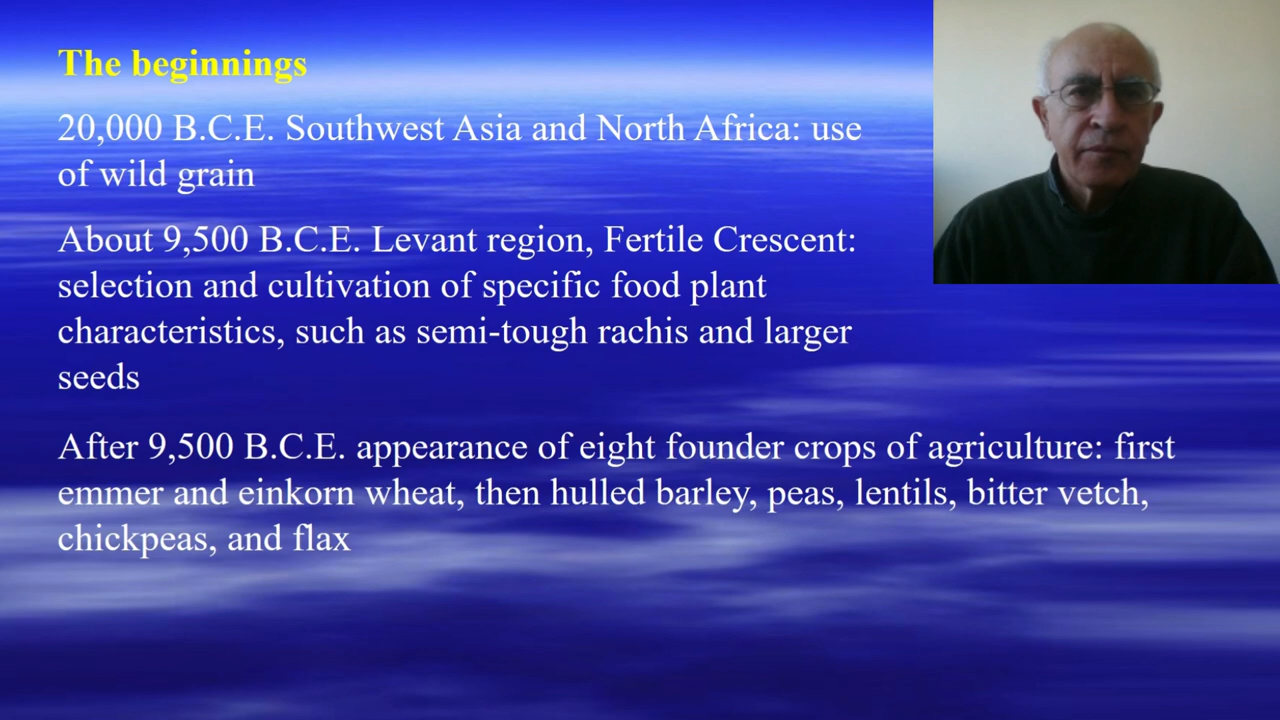 The beginnings
20,000 B.C.E. Southwest Asia and North Africa: use
of wild grain
About 9,500 B.C.E. Levant region, Fertile Crescent:
selection and cultivation of specific food plant
characteristics, such as semi-tough rachis and larger
seeds
After 9,500 B.C.E. appearance of eight founder crops of agriculture: first
emmer and einkorn wheat, then hulled barley, peas, lentils, bitter vetch,
chickpeas, and flax